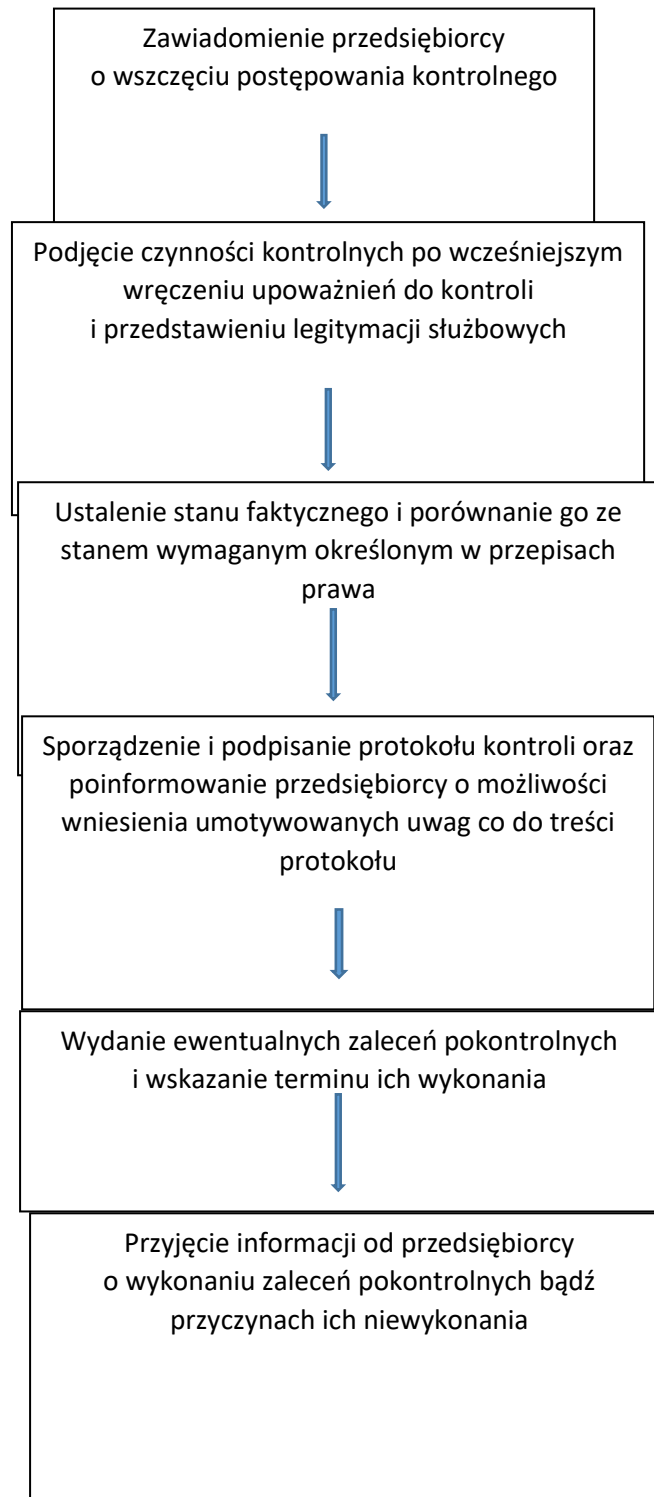 Zawiadomienie przedsiębiorcy
o wszczęciu postępowania kontrolnego
Podjęcie czynności kontrolnych po wcześniejszym
wręczeniu upoważnień do kontroli
i przedstawieniu legitymacji służbowych
Ustalenie stanu faktycznego i porównanie go ze
stanem wymaganym określonym w przepisach
prawa
Sporządzenie i podpisanie protokołu kontroli oraz
poinformowanie przedsiębiorcy o możliwości
wniesienia umotywowanych uwag co do treści
protokołu
Wydanie ewentualnych zaleceń pokontrolnych
i wskazanie terminu ich wykonania
Przyjęcie informacji od przedsiębiorcy
o wykonaniu zaleceń pokontrolnych bądź
przyczynach ich niewykonania